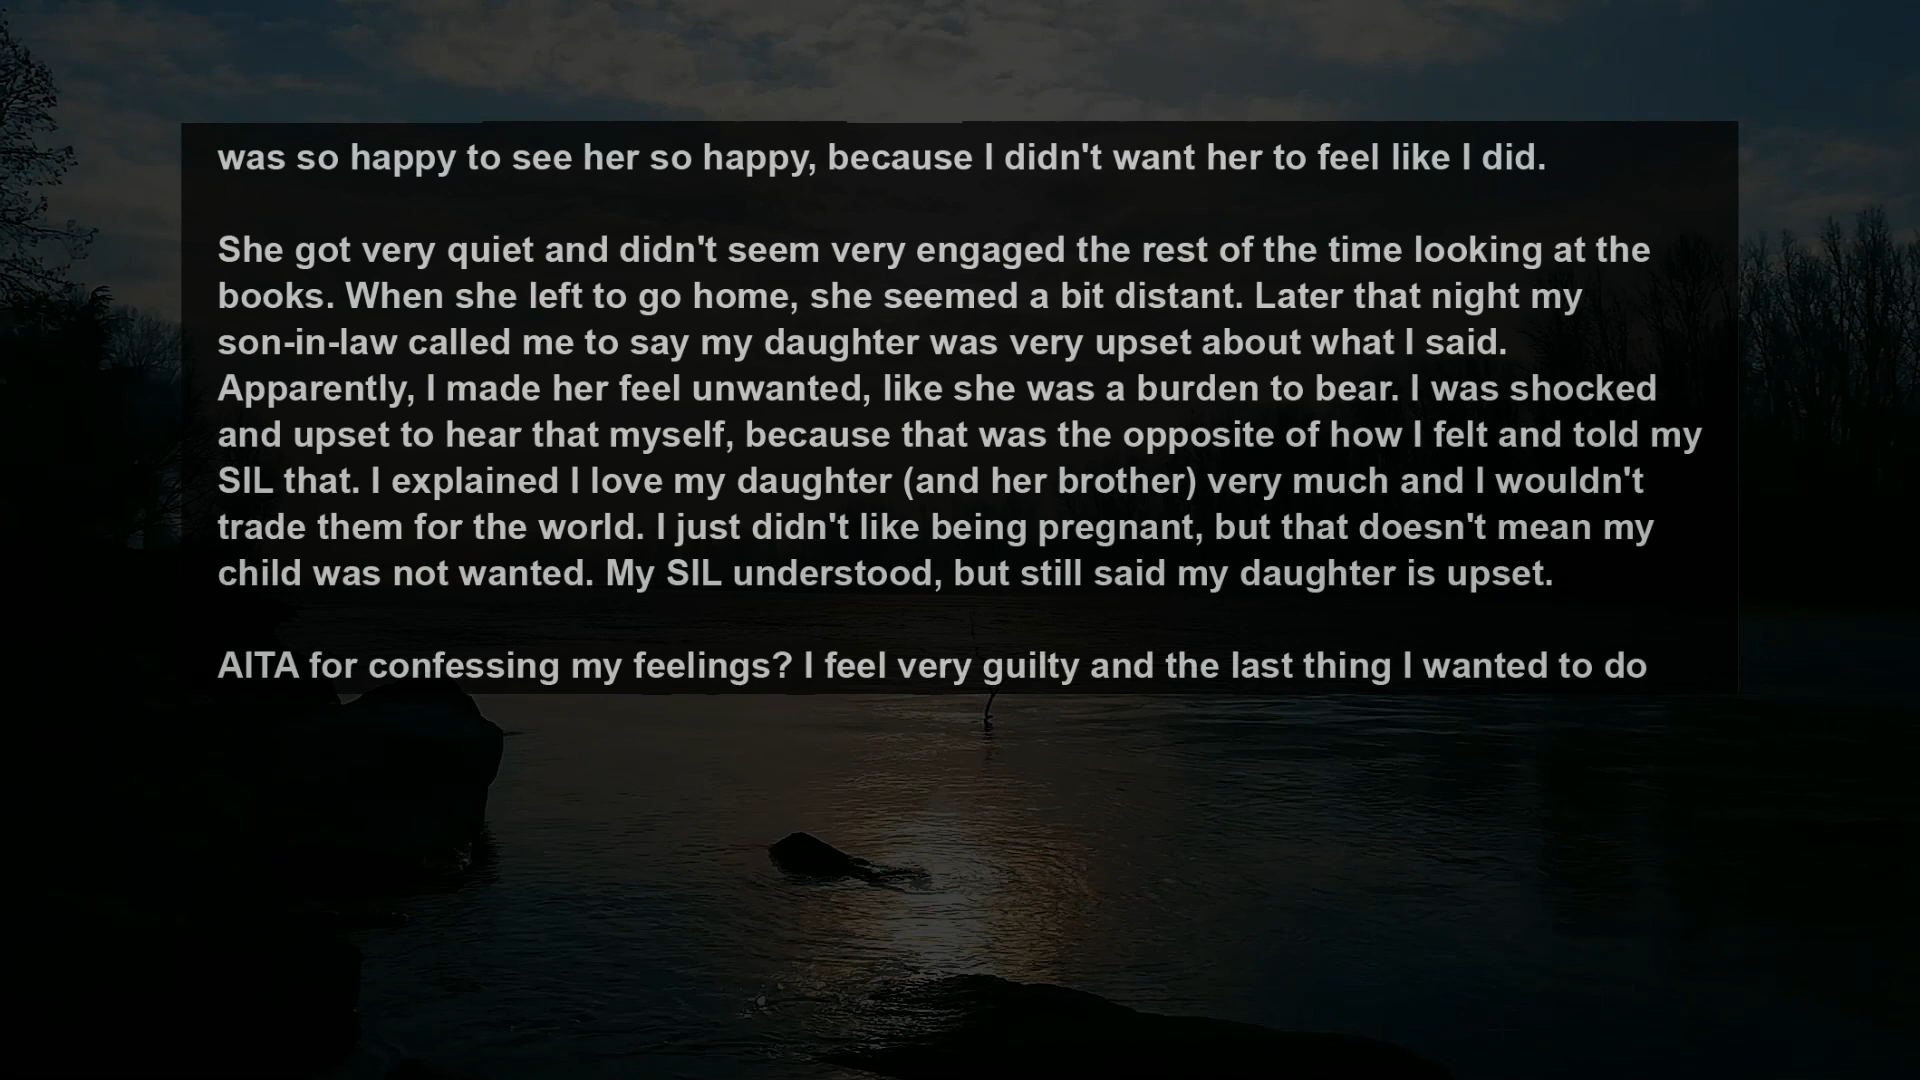 was so happy to see her so happy, because I didn't want her to feel like I did.
She got very quiet and didn't seem very engaged the rest of the time looking at the
books. When she left to go home, she seemed a bit distant. Later that night my
son-in-law called me to say my daughter was very upset about what I said.
Apparently, I made her feel unwanted, like she was a burden to bear. I was shocked
and upset to hear that myself, because that was the opposite of how I felt and told my
SIL that. I explained I love my daughter (and her brother) very much and I wouldn't
trade them for the world. I just didn't like being pregnant, but that doesn't mean my
child was not wanted. My SIL understood, but still said my daughter is upset.
AITA for confessing my feelings? I feel very guilty and the last thing I wanted to do